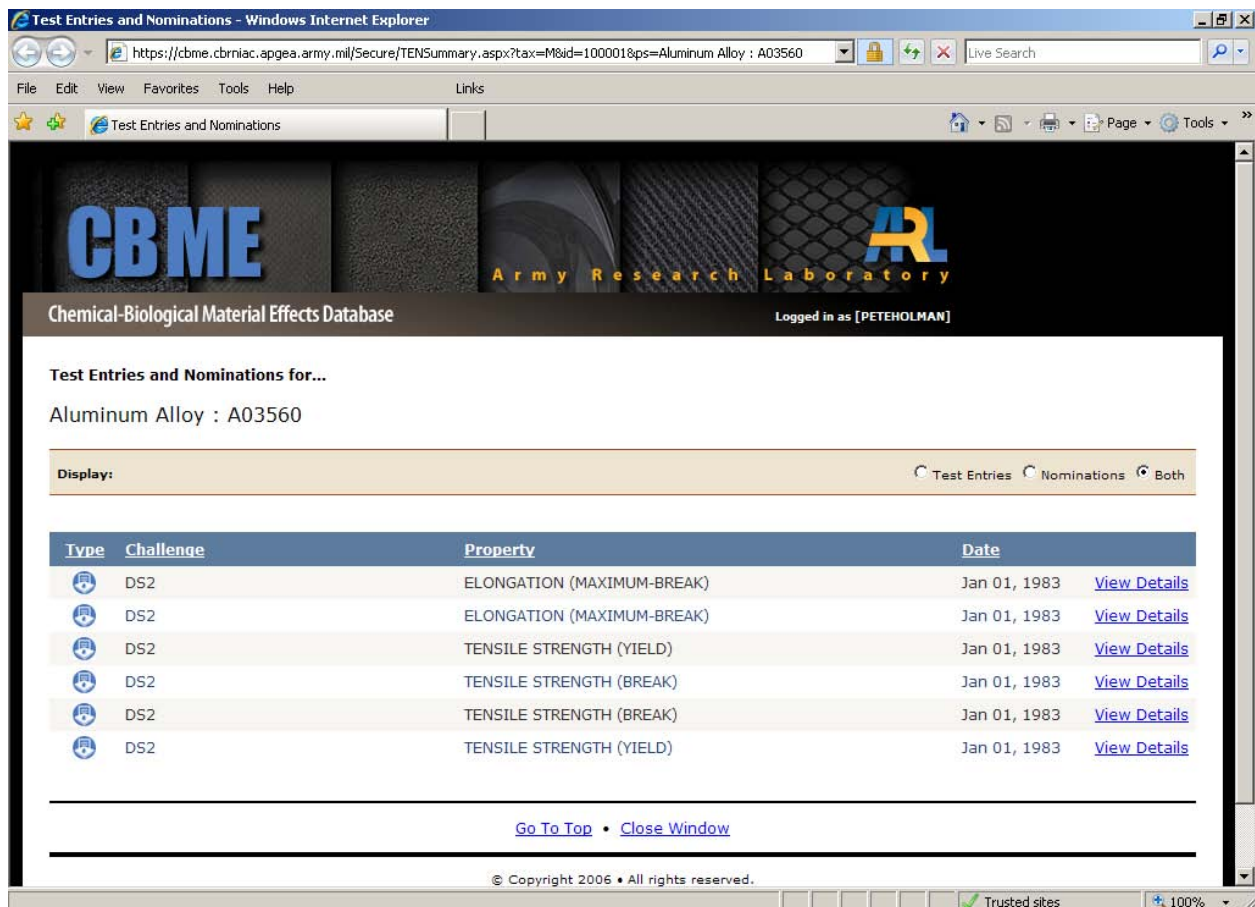 Test Entries and Nominations - Windows Internet Explorer
https://cbme.cbrniac.apgea.army.mil/Secure/TENSummary.aspx?tax=M&id=100001&ps=Aluminum Alloy : A03560
Live Search
File Edit View Favorites Tools Help Links
Test Entries and Nominations
Page Tools »
CBME
ARL
Army Research Laboratory
Chemical-Biological Material Effects Database
Logged in as [PETEHOLMAN]
Test Entries and Nominations for...
Aluminum Alloy : A03560
Display: Test Entries Nominations Both
Type Challenge Property Date
DS2 ELONGATION (MAXIMUM-BREAK) Jan 01, 1983 View Details
DS2 ELONGATION (MAXIMUM-BREAK) Jan 01, 1983 View Details
DS2 TENSILE STRENGTH (YIELD) Jan 01, 1983 View Details
DS2 TENSILE STRENGTH (BREAK) Jan 01, 1983 View Details
DS2 TENSILE STRENGTH (BREAK) Jan 01, 1983 View Details
DS2 TENSILE STRENGTH (YIELD) Jan 01, 1983 View Details
Go To Top • Close Window
© Copyright 2006 • All rights reserved.
Trusted sites 100%